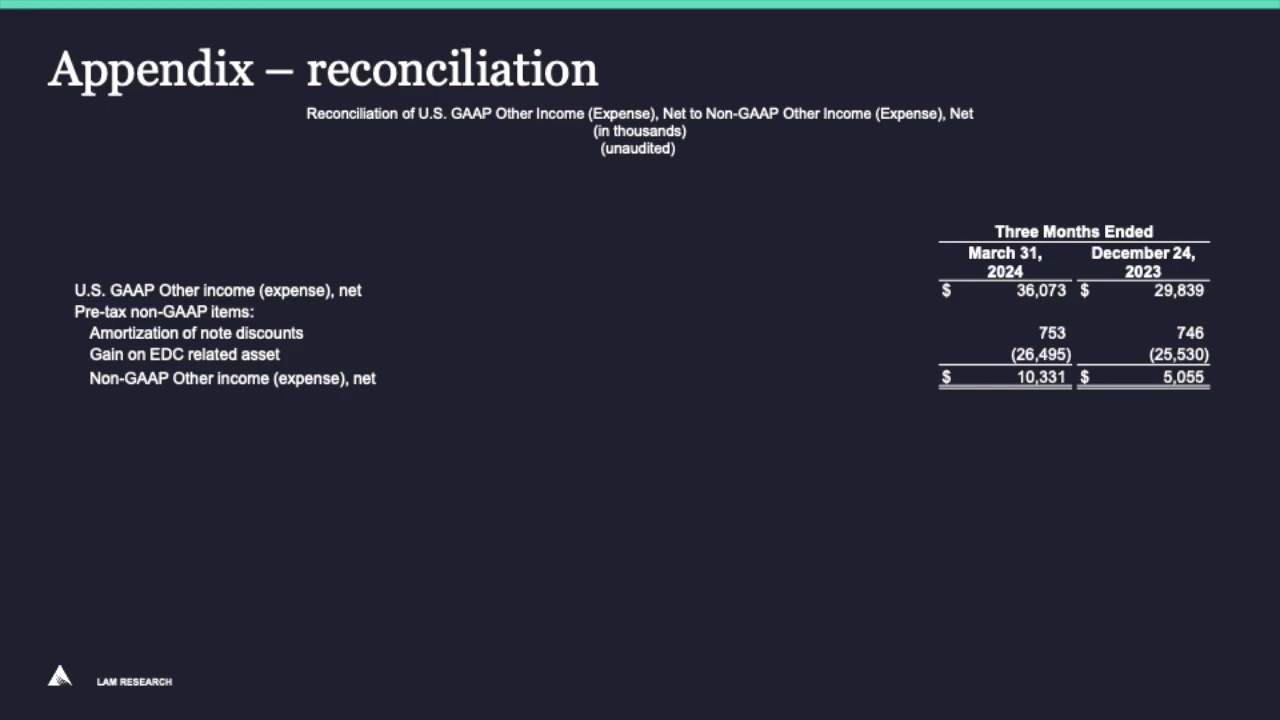 Appendix – reconciliation
Reconciliation of U.S. GAAP Other Income (Expense), Net to Non-GAAP Other Income (Expense), Net
(in thousands)
(unaudited)
Three Months Ended
March 31, December 24,
2024 2023
U.S. GAAP Other income (expense), net $ 36,073 $ 29,839
Pre-tax non-GAAP items:
Amortization of note discounts 753 746
Gain on EDC related asset (26,495) (25,530)
Non-GAAP Other income (expense), net $ 10,331 $ 5,055
LAM RESEARCH